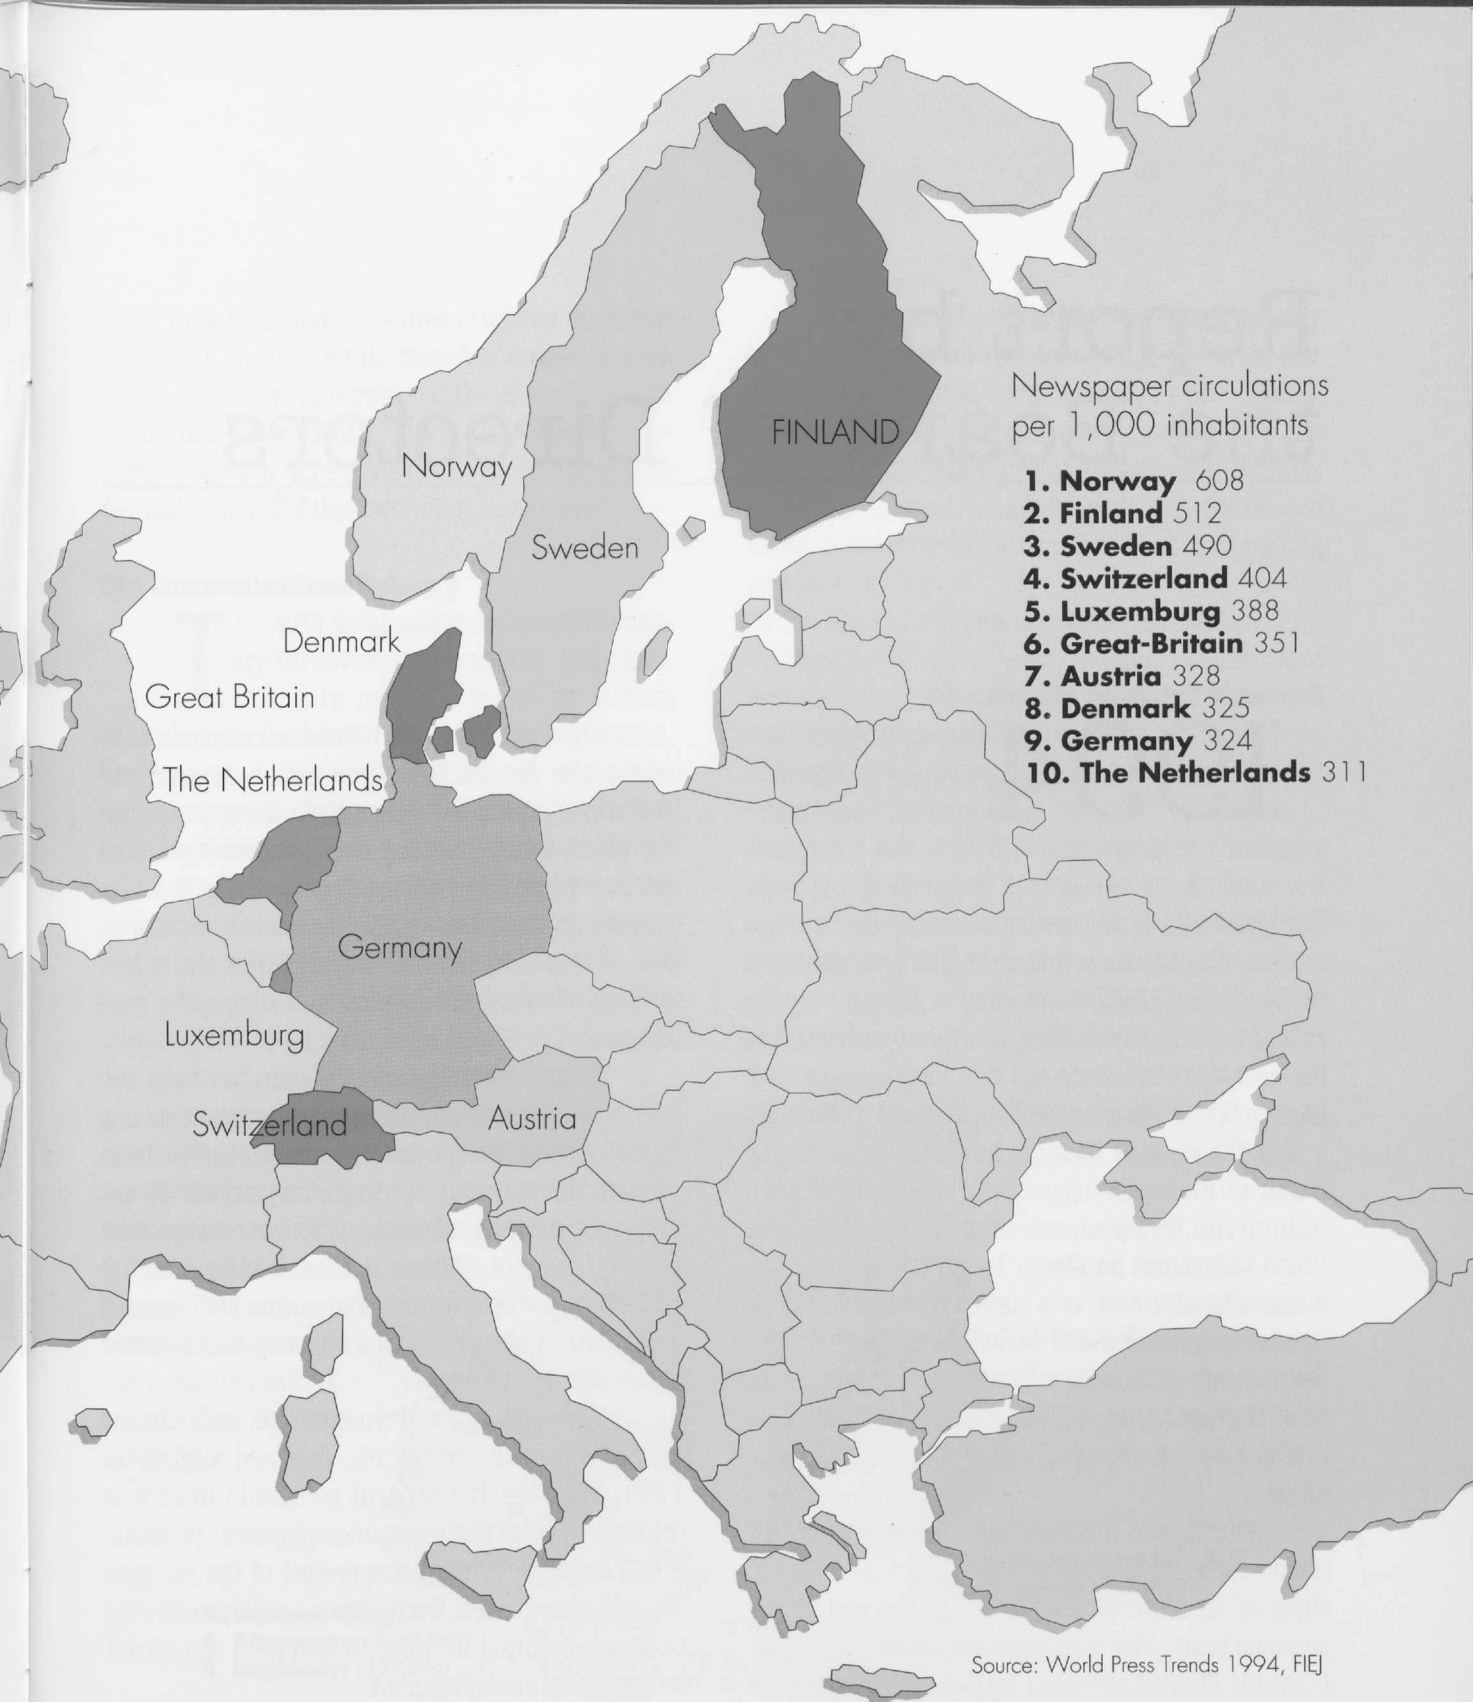 FINLAND
Norway
Sweden
Denmark
Great Britain
The Netherlands
Germany
Luxemburg
Switzerland
Austria
Newspaper circulations
per 1,000 inhabitants
1. Norway 608
2. Finland 512
3. Sweden 490
4. Switzerland 404
5. Luxemburg 388
6. Great-Britain 351
7. Austria 328
8. Denmark 325
9. Germany 324
10. The Netherlands 311
Source: World Press Trends 1994, FIEJ